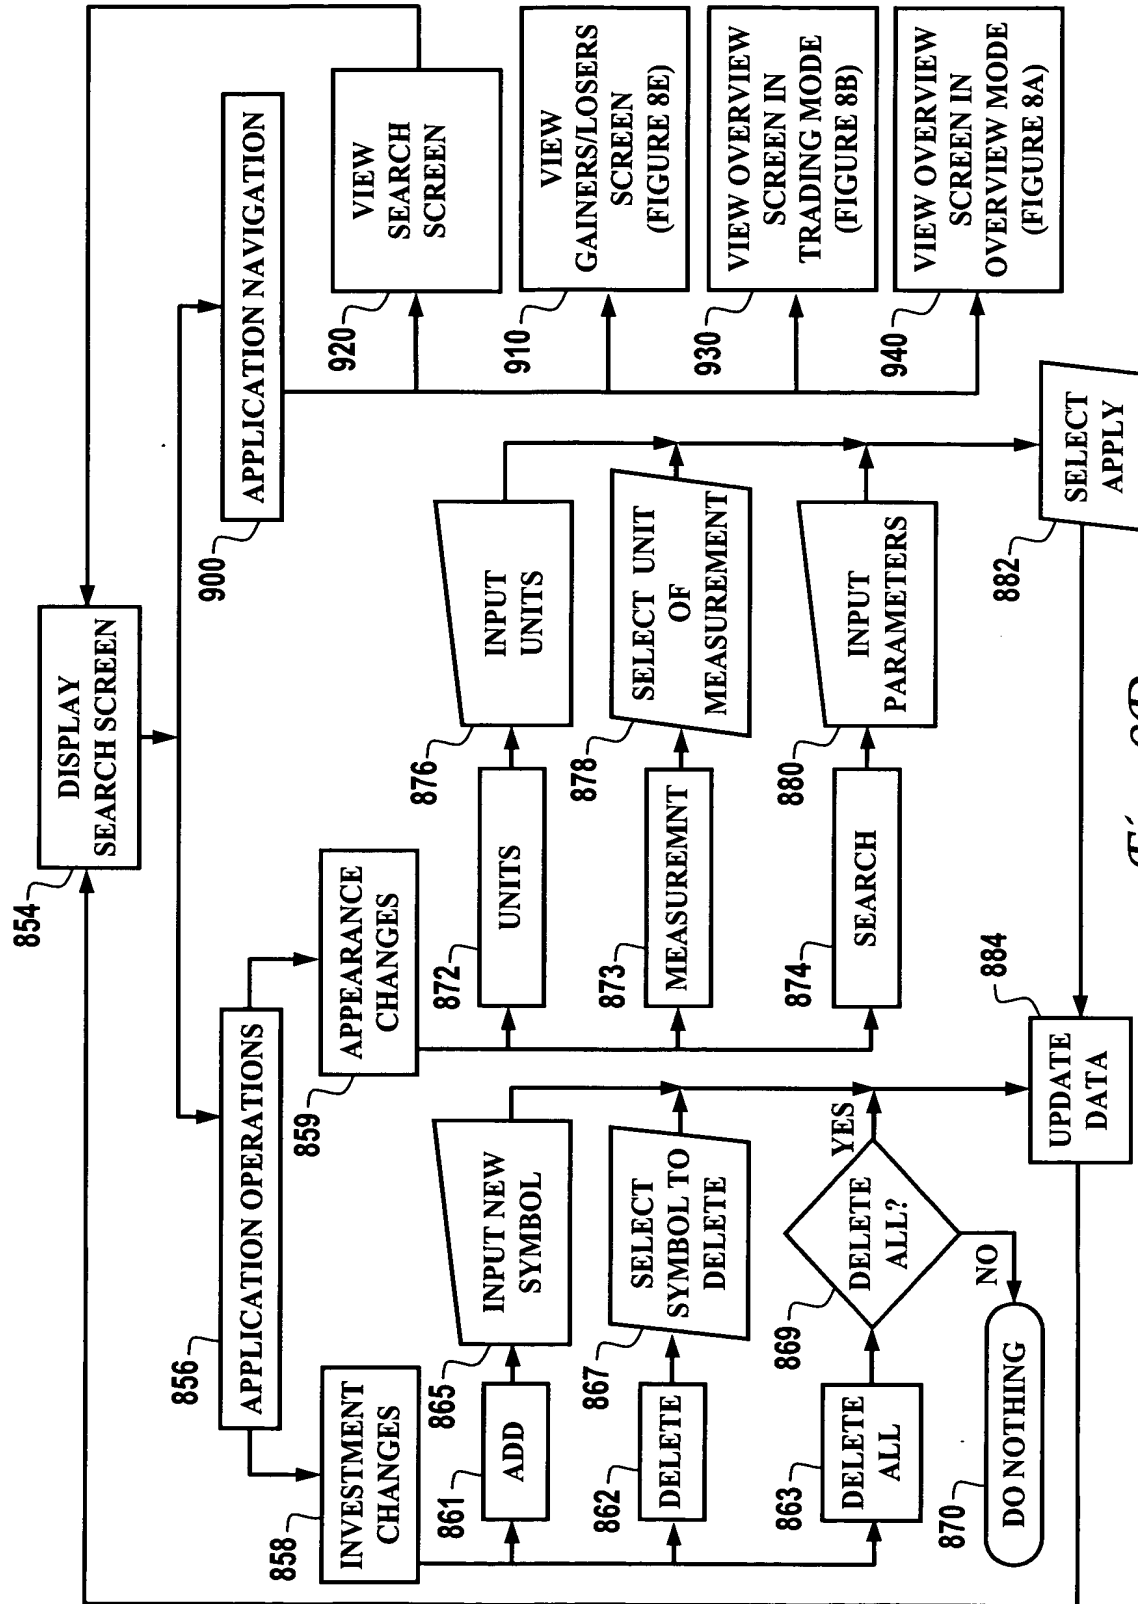 854
DISPLAY
SEARCH SCREEN
856
APPLICATION OPERATIONS
900
APPLICATION NAVIGATION
858
INVESTMENT
CHANGES
859
APPEARANCE
CHANGES
920
VIEW
SEARCH
SCREEN
861
ADD
865
INPUT NEW
SYMBOL
872
UNITS
876
INPUT
UNITS
910
VIEW
GAINERS/LOSERS
SCREEN
(FIGURE 8E)
862
DELETE
867
SELECT
SYMBOL TO
DELETE
873
MEASUREMNT
878
SELECT UNIT
OF
MEASUREMENT
930
VIEW OVERVIEW
SCREEN IN
TRADING MODE
(FIGURE 8B)
863
DELETE
ALL
869
DELETE
ALL?
YES
NO
874
SEARCH
880
INPUT
PARAMETERS
940
VIEW OVERVIEW
SCREEN IN
OVERVIEW MODE
(FIGURE 8A)
870
DO NOTHING
884
UPDATE
DATA
882
SELECT
APPLY